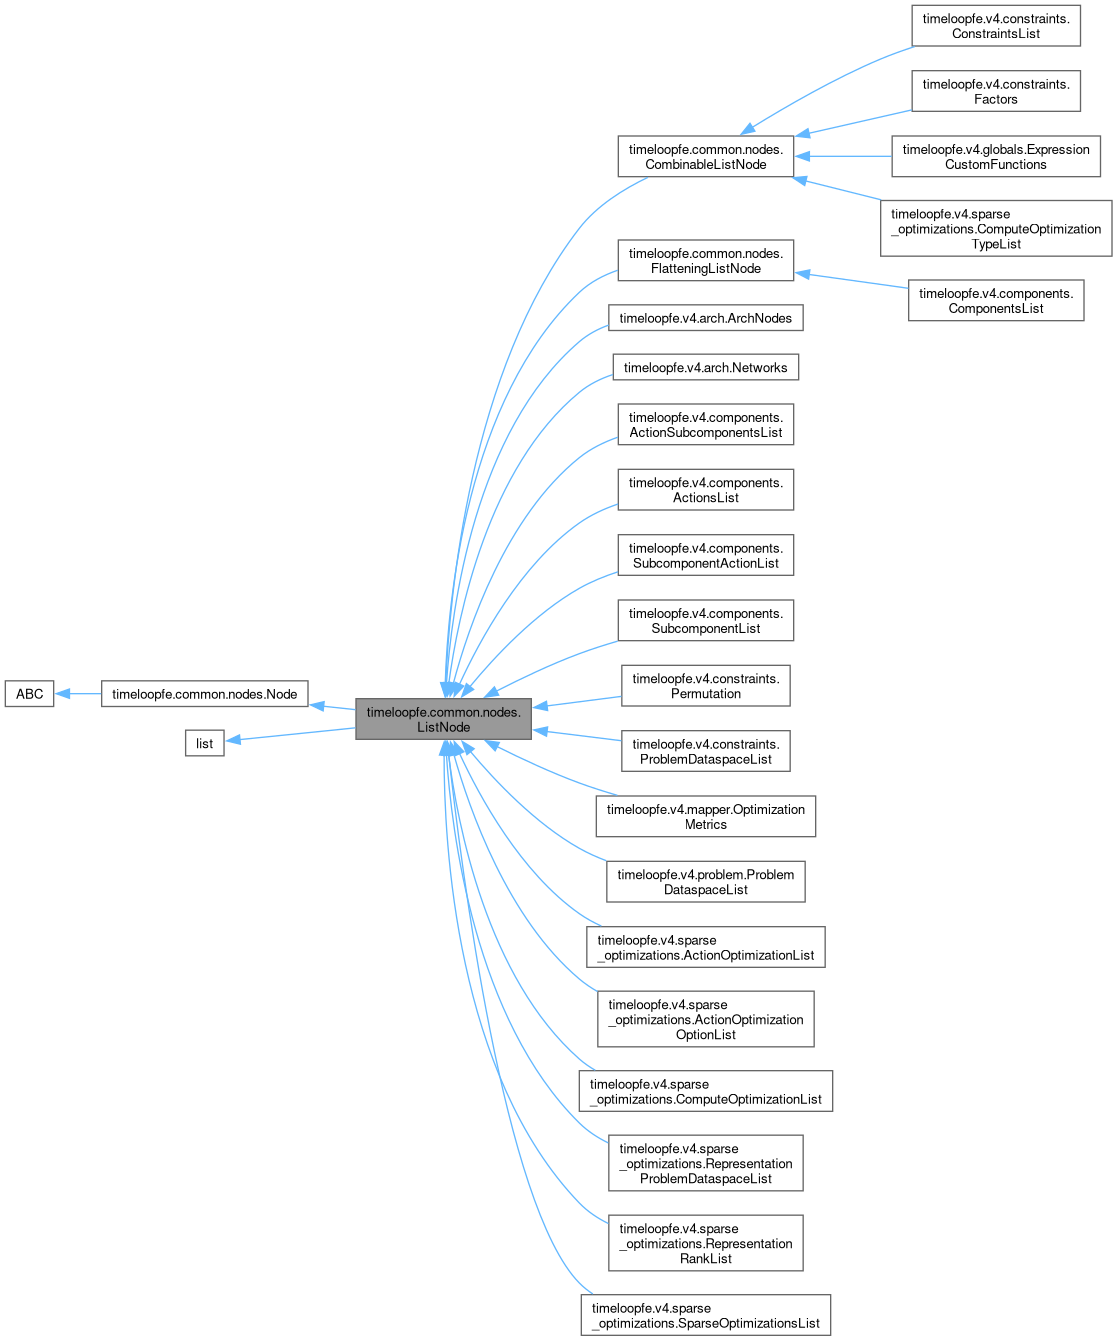 timeloopfe.v4.constraints.
ConstraintsList
timeloopfe.v4.constraints.
Factors
timeloopfe.common.nodes.
CombinableListNode
timeloopfe.v4.globals.Expression
CustomFunctions
timeloopfe.v4.sparse
_optimizations.ComputeOptimization
TypeList
timeloopfe.common.nodes.
FlatteningListNode
timeloopfe.v4.components.
ComponentsList
timeloopfe.v4.arch.ArchNodes
timeloopfe.v4.arch.Networks
timeloopfe.v4.components.
ActionSubcomponentsList
timeloopfe.v4.components.
ActionsList
timeloopfe.v4.components.
SubcomponentActionList
timeloopfe.v4.components.
SubcomponentList
ABC
timeloopfe.common.nodes.Node
list
timeloopfe.common.nodes.
ListNode
timeloopfe.v4.constraints.
Permutation
timeloopfe.v4.constraints.
ProblemDataspaceList
timeloopfe.v4.mapper.Optimization
Metrics
timeloopfe.v4.problem.Problem
DataspaceList
timeloopfe.v4.sparse
_optimizations.ActionOptimizationList
timeloopfe.v4.sparse
_optimizations.ActionOptimization
OptionList
timeloopfe.v4.sparse
_optimizations.ComputeOptimizationList
timeloopfe.v4.sparse
_optimizations.Representation
ProblemDataspaceList
timeloopfe.v4.sparse
_optimizations.Representation
RankList
timeloopfe.v4.sparse
_optimizations.SparseOptimizationsList